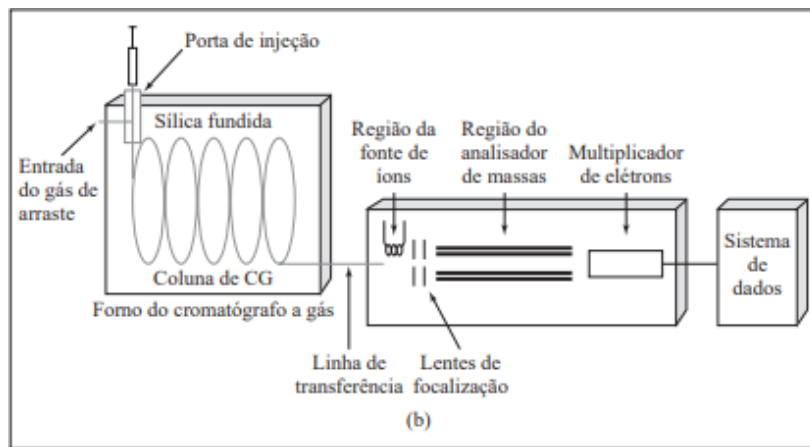 Porta de injeção
Sílica fundida
Entrada
do gás de
arraste
Coluna de CG
Forno do cromatógrafo a gás
Região da
fonte de
íons
Região do
analisador
de massas
Multiplicador
de elétrons
Sistema
de
dados
Linha de
transferência
Lentes de
focalização
(b)